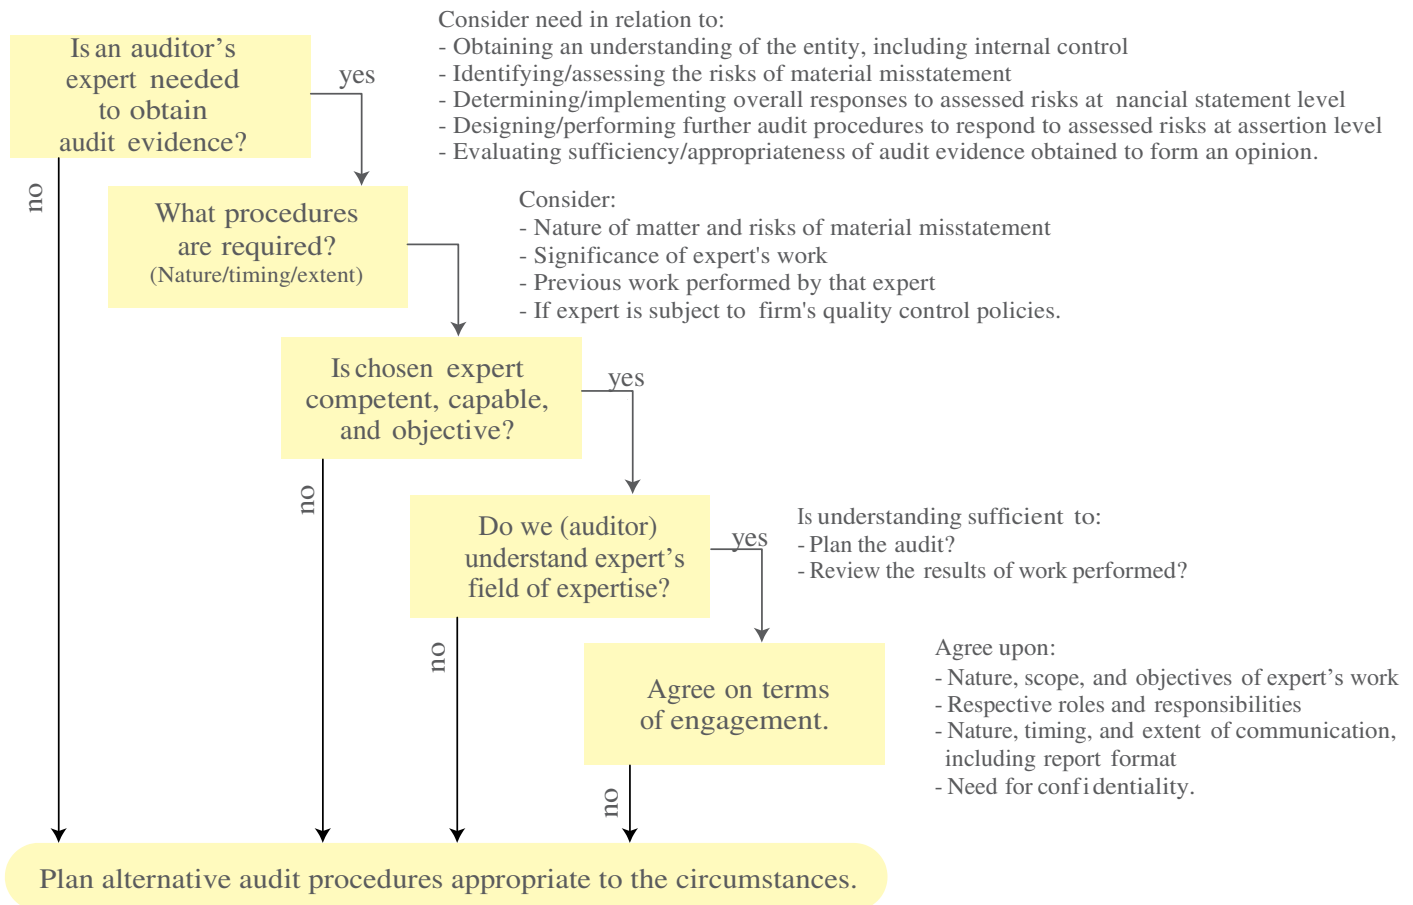 Consider need in relation to:
- Obtaining an understanding of the entity, including internal control
- Identifying/assessing the risks of material misstatement
- Determining/implementing overall responses to assessed risks at nancial statement level
- Designing/performing further audit procedures to respond to assessed risks at assertion level
- Evaluating sufficiency/appropriateness of audit evidence obtained to form an opinion.
Is an auditor’s
expert needed
to obtain
audit evidence?
yes
no
What procedures
are required?
(Nature/timing/extent)
Consider:
- Nature of matter and risks of material misstatement
- Significance of expert's work
- Previous work performed by that expert
- If expert is subject to firm's quality control policies.
Is chosen expert
competent, capable,
and objective?
yes
no
Do we (auditor)
understand expert’s
field of expertise?
yes
no
Is understanding sufficient to:
- Plan the audit?
- Review the results of work performed?
Agree on terms
of engagement.
no
Agree upon:
- Nature, scope, and objectives of expert’s work
- Respective roles and responsibilities
- Nature, timing, and extent of communication,
including report format
- Need for confidentiality.
Plan alternative audit procedures appropriate to the circumstances.